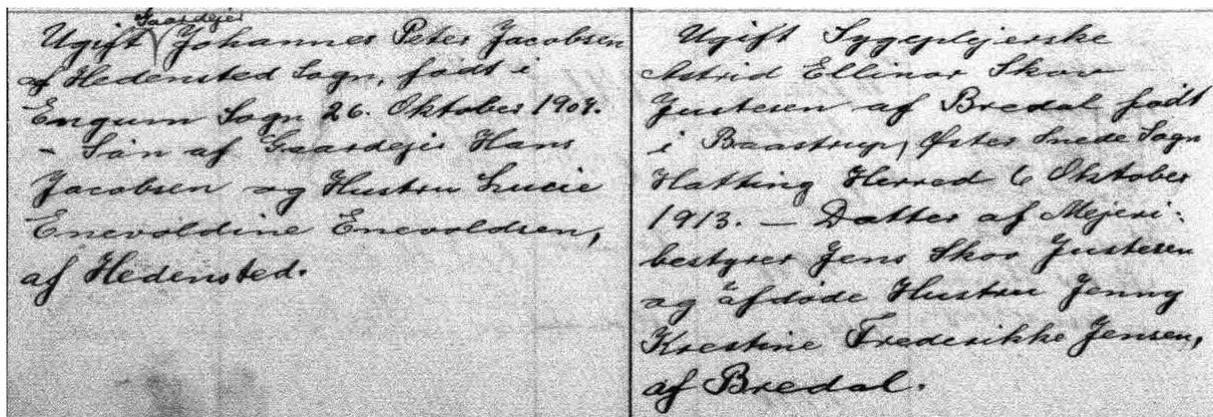 Gaardejer
Ugift Johannes Peter Jacobsen
af Hedensted Sogn, født i
Engum Sogn 26. Oktober 1904.
- Søn af Gaardejer Hans
Jacobsen og Hustru Lucie
Enevoldine Enevoldsen,
af Hedensted.
Ugift Sygeplejerske
Astrid Ellinor Skov
Justesen af Bredal født
i Baastrup, Øster Snede Sogn
Hatting Herred 6 Oktober
1913. — Datter af Mejeri-
bestyrer Jens Skov Justesen
og afdøde Hustru Jenny
Krestine Frederikke Jensen,
af Bredal.